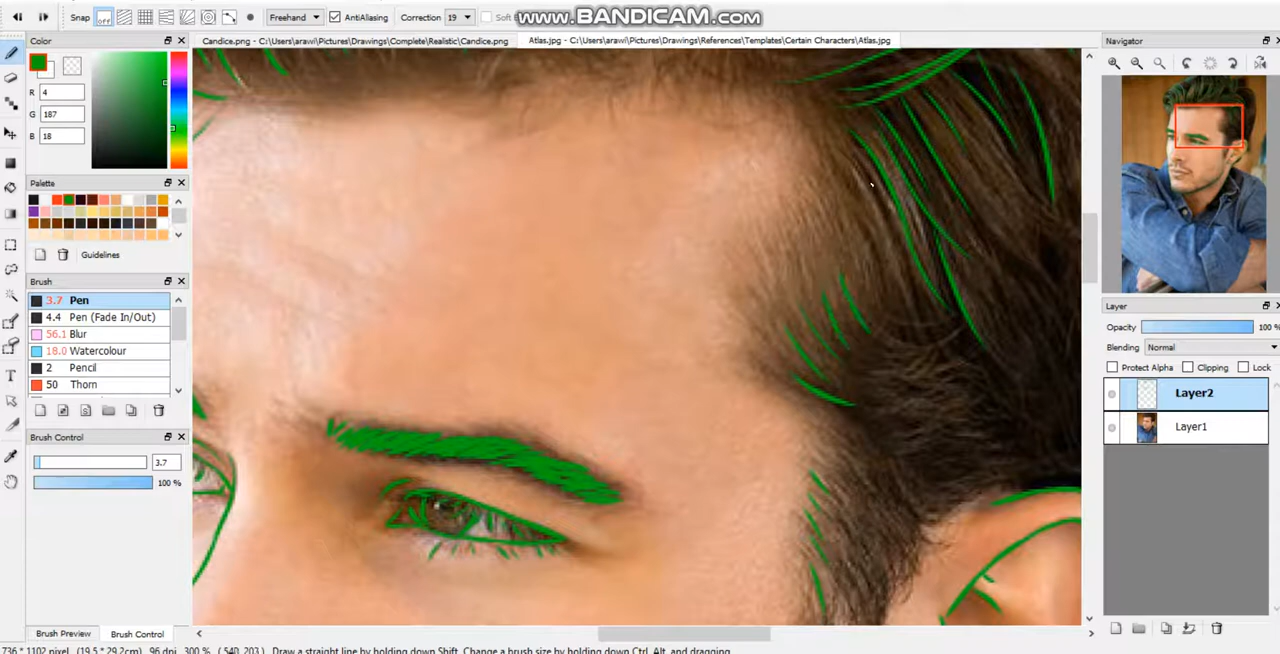 Snap
off
Freehand
AntiAliasing
Correction 19
Soft
www.BANDICAM.com
Color
Candice.png - C:\Users\arawi\Pictures\Drawings\Complete\Realistic\Candice.png
Atlas.jpg - C:\Users\arawi\Pictures\Drawings\References\Templates\Certain Characters\Atlas.jpg
Navigator
R 4
G 187
B 18
Palette
Guidelines
Brush
3.7 Pen
4.4 Pen (Fade In/Out)
56.1 Blur
18.0 Watercolour
2 Pencil
50 Thorn
Brush Control
3.7
100 %
Layer
Opacity 100 %
Blending Normal
Protect Alpha Clipping Lock
Layer2
Layer1
Brush Preview Brush Control
736 * 1102 pixel (19.5 * 29.2cm) 96 dpi 300 % ( 540, 203 ) Draw a straight line by holding down Shift, Change a brush size by holding down Ctrl, Alt, and dragging